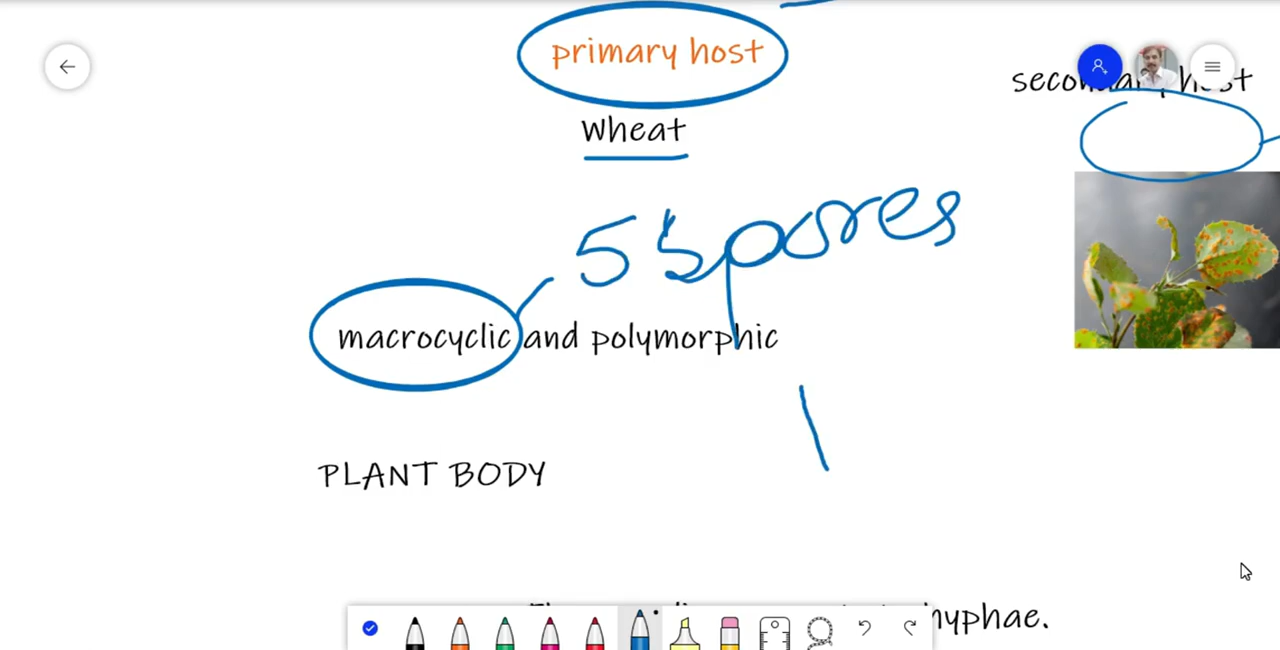 primary host
secondary host
Wheat
5 spores
macrocyclic and polymorphic
PLANT BODY
hyphae.